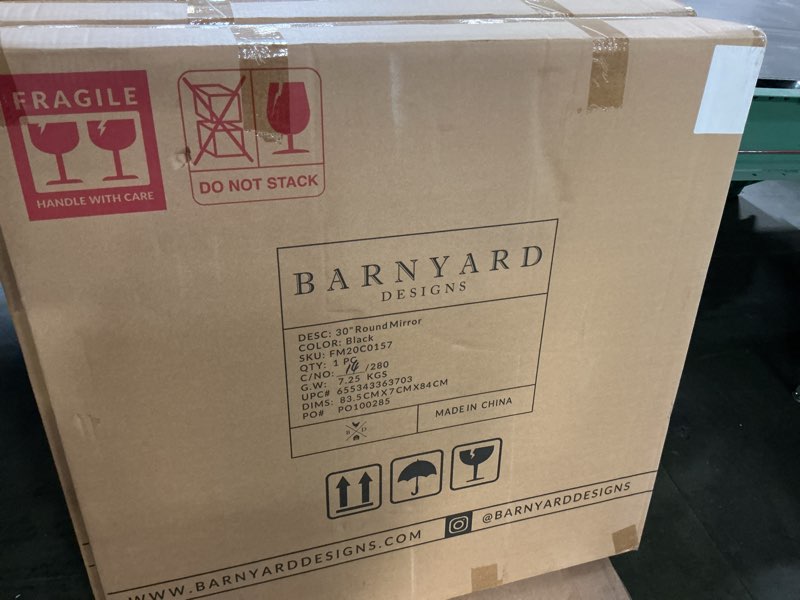 FRAGILE
HANDLE WITH CARE
DO NOT STACK
BARNYARD
DESIGNS
DESC: 30" Round Mirror
COLOR: Black
SKU: FM20C0157
QTY: 1 PC
C/NO: 14 /280
G.W: 7.25 KGS
UPC# 655343363703
DIMS: 83.5CMX7CMX84CM
PO# PO100285
B D
MADE IN CHINA
WWW.BARNYARDDESIGNS.COM
@BARNYARDDESIGNS